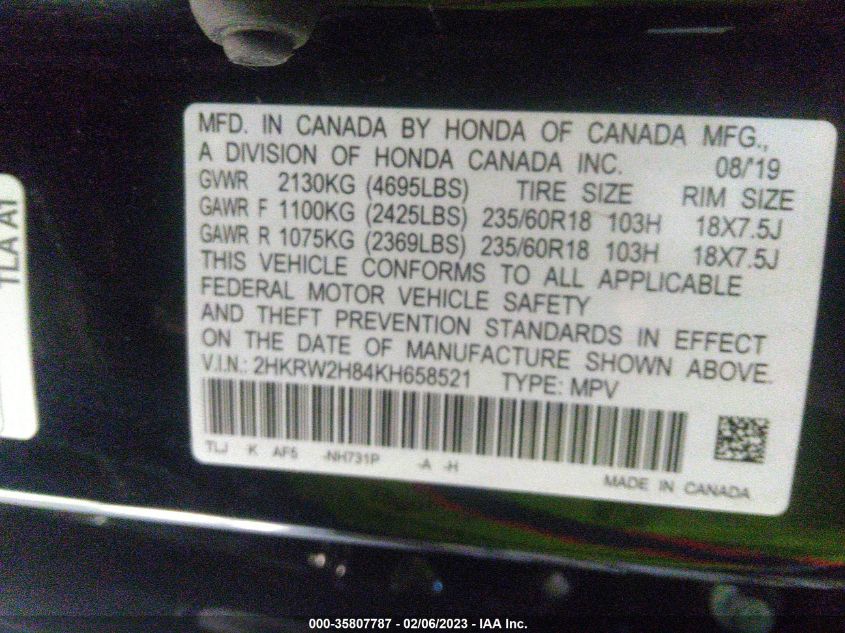 MFD. IN CANADA BY HONDA OF CANADA MFG.,
A DIVISION OF HONDA CANADA INC. 08/'19
GVWR 2130KG (4695LBS) TIRE SIZE RIM SIZE
GAWR F 1100KG (2425LBS) 235/60R18 103H 18X7.5J
GAWR R 1075KG (2369LBS) 235/60R18 103H 18X7.5J
THIS VEHICLE CONFORMS TO ALL APPLICABLE
FEDERAL MOTOR VEHICLE SAFETY
AND THEFT PREVENTION STANDARDS IN EFFECT
ON THE DATE OF MANUFACTURE SHOWN ABOVE.
V.I.N.: 2HKRW2H84KH658521 TYPE: MPV
TLJ K AF5 -NH731P -A -H
MADE IN CANADA
TLA A1
000-35807787 - 02/06/2023 - IAA Inc.